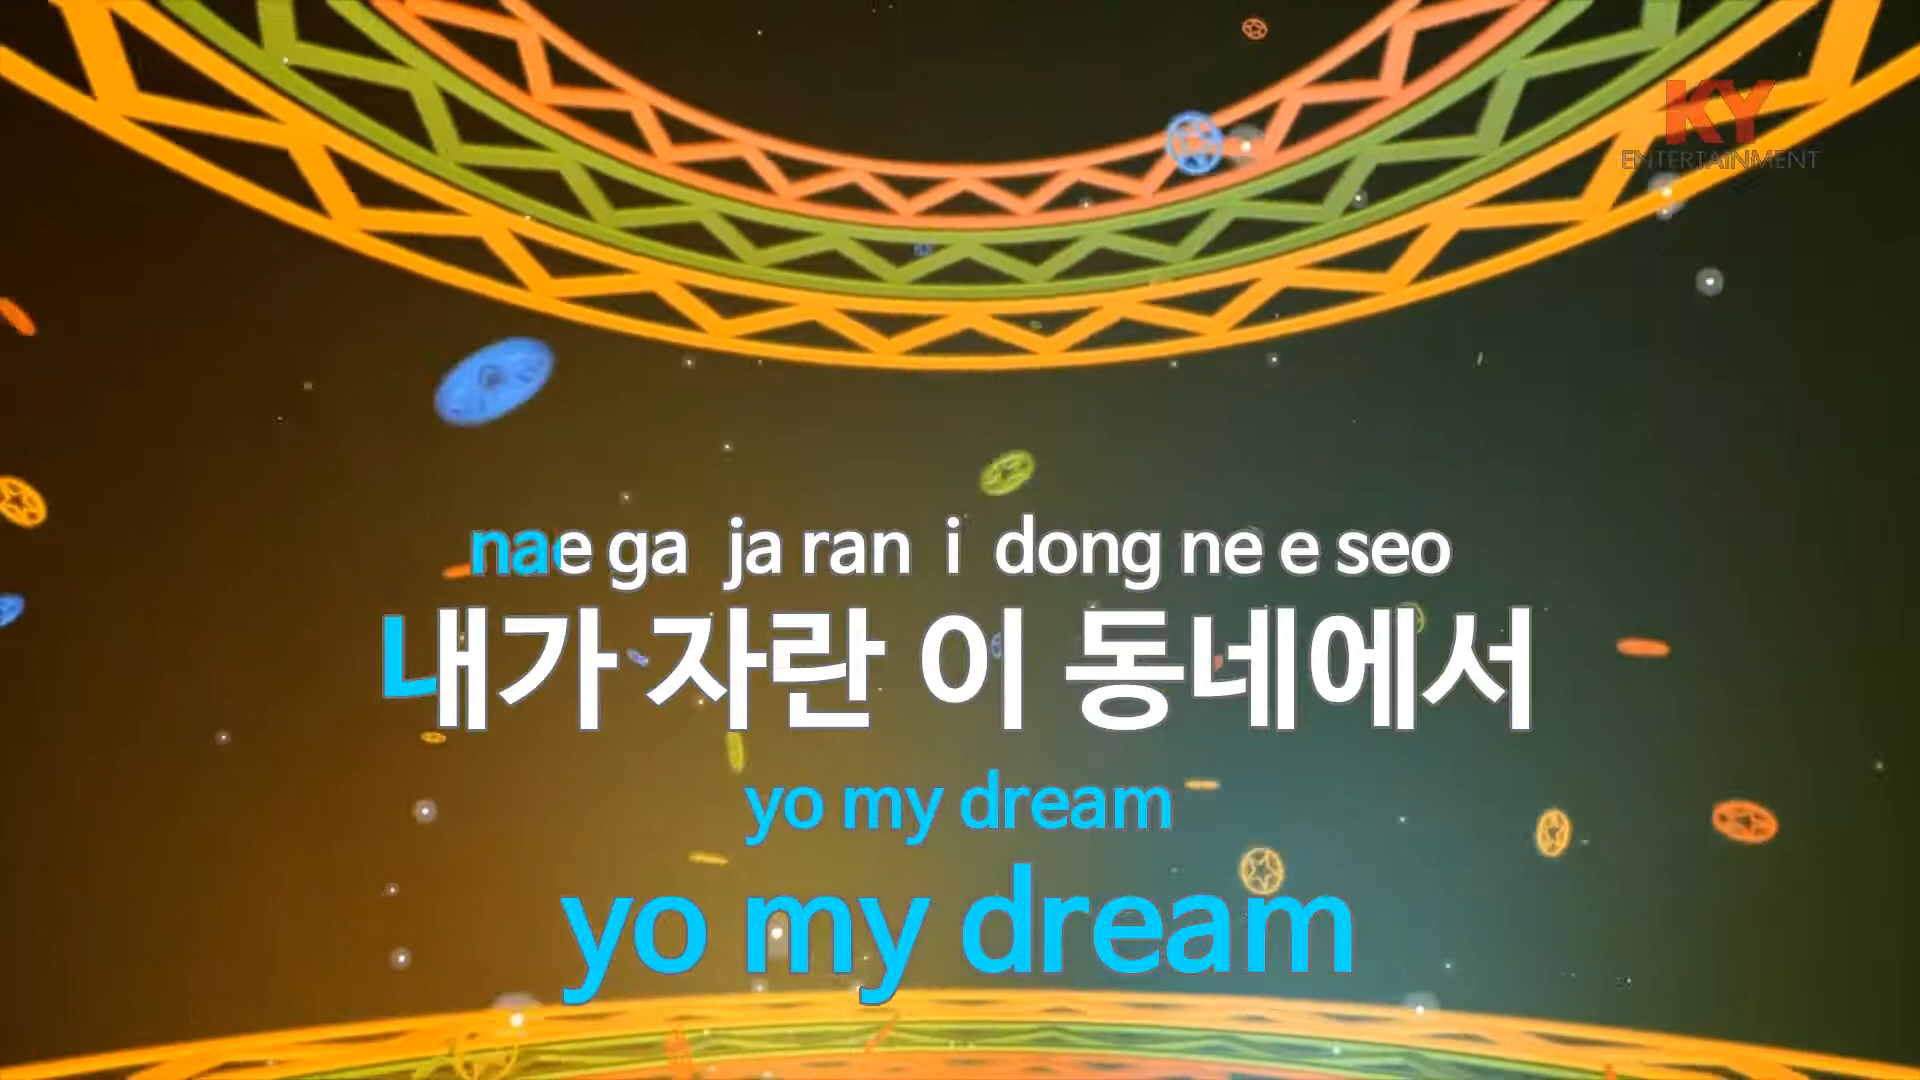 KY
ENTERTAINMENT
nae ga ja ran i dong ne e seo
내가 자란 이 동네에서
yo my dream
yo my dream